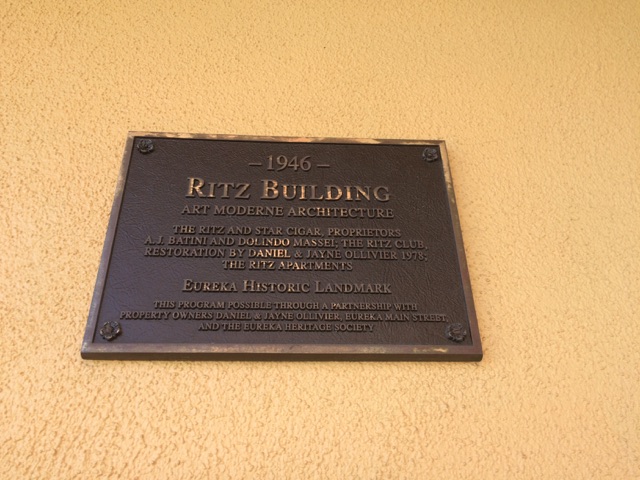 – 1946 –
RITZ BUILDING
ART MODERNE ARCHITECTURE
THE RITZ AND STAR CIGAR, PROPRIETORS
A.J. BATINI AND DOLINDO MASSEI; THE RITZ CLUB,
RESTORATION BY DANIEL & JAYNE OLLIVIER 1978;
THE RITZ APARTMENTS
EUREKA HISTORIC LANDMARK
THIS PROGRAM POSSIBLE THROUGH A PARTNERSHIP WITH
PROPERTY OWNERS DANIEL & JAYNE OLLIVIER, EUREKA MAIN STREET
AND THE EUREKA HERITAGE SOCIETY